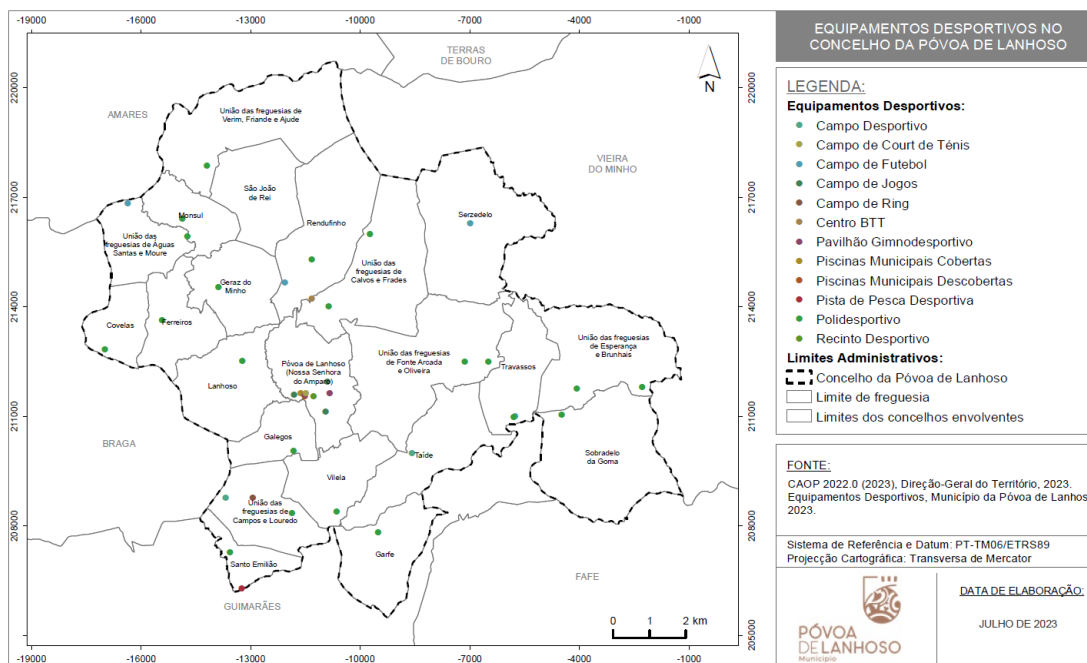 -19000 -16000 -13000 -10000 -7000 -4000 -1000
220000
217000
214000
211000
208000
205000
TERRAS
DE BOURO
AMARES
VIEIRA
DO MINHO
BRAGA
GUIMARÃES
FAFE
N
União das freguesias de
Verim, Friande e Ajude
São João
de Rei
Monsul
Rendufinho
Serzedelo
União das
freguesias de Águas
Santas e Moure
União das
freguesias de
Calvos e Frades
Geraz do
Minho
Covelas
Ferreiros
Lanhoso
Póvoa de Lanhoso
(Nossa Senhora
do Amparo)
União das freguesias
de Fonte Arcada
e Oliveira
Travassos
União das freguesias
de Esperança
e Brunhais
Galegos
Taíde
Sobradelo
da Goma
Vilela
União das
freguesias de
Campos e Louredo
Garfe
Santo Emilião
0 1 2 km
220000
217000
214000
211000
208000
205000
-19000 -16000 -13000 -10000 -7000 -4000 -1000
EQUIPAMENTOS DESPORTIVOS NO
CONCELHO DA PÓVOA DE LANHOSO
LEGENDA:
Equipamentos Desportivos:
Campo Desportivo
Campo de Court de Ténis
Campo de Futebol
Campo de Jogos
Campo de Ring
Centro BTT
Pavilhão Gimnodesportivo
Piscinas Municipais Cobertas
Piscinas Municipais Descobertas
Pista de Pesca Desportiva
Polidesportivo
Recinto Desportivo
Limites Administrativos:
Concelho da Póvoa de Lanhoso
Limite de freguesia
Limites dos concelhos envolventes
FONTE:
CAOP 2022.0 (2023), Direção-Geral do Território, 2023.
Equipamentos Desportivos, Município da Póvoa de Lanhos
2023.
Sistema de Referência e Datum: PT-TM06/ETRS89
Projecção Cartográfica: Transversa de Mercator
PÓVOA
DE LANHOSO
Município
DATA DE ELABORAÇÃO:
JULHO DE 2023